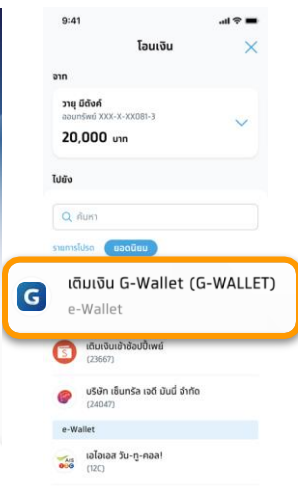 9:41
โอนเงิน
จาก
วายุ มีตังค์
ออมทรัพย์ XXX-X-XX081-3
20,000 บาท
ไปยัง
ค้นหา
รายการโปรด ยอดนิยม
G เติมเงิน G-Wallet (G-WALLET)
e-Wallet
เติมเงินเข้าช้อปปี้เพย์
(23667)
บริษัท เซ็นทรัล เจดี มันนี่ จำกัด
(24047)
e-Wallet
เอไอเอส วัน-ทู-คอล!
(12C)